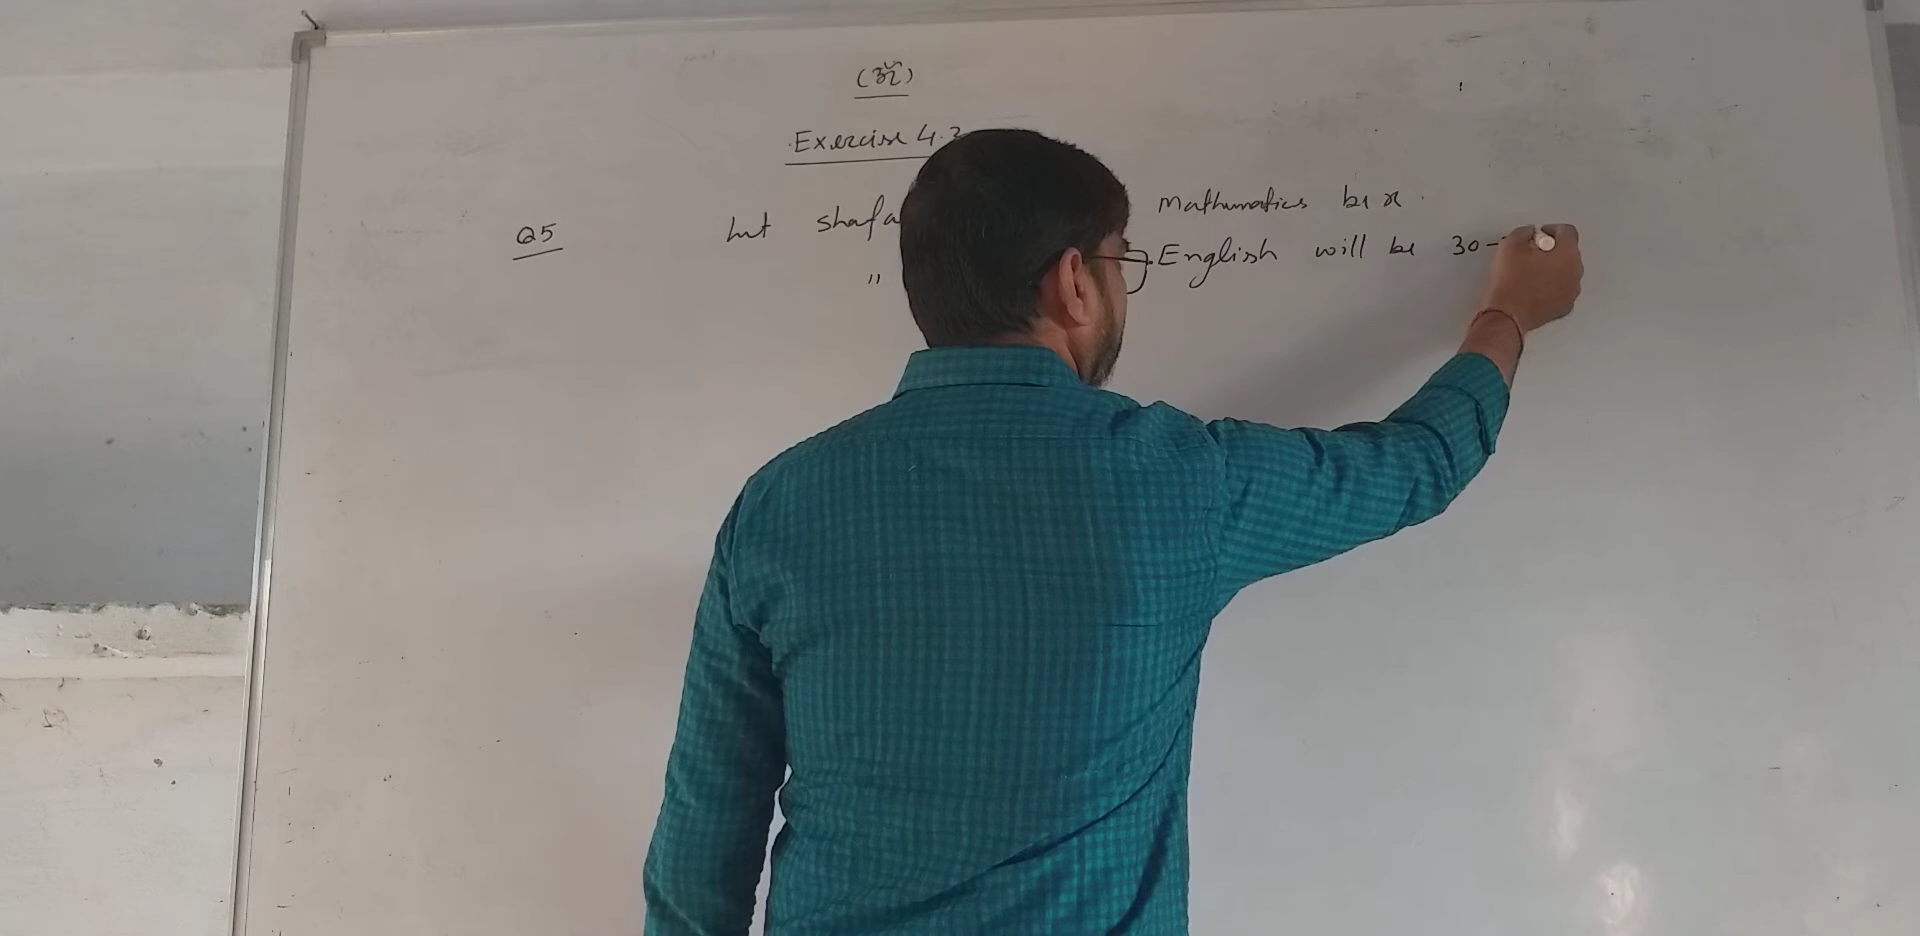 (ॐ)
Exercise 4.3
Q5 Let shafa Mathematics be x.
" English will be 30-